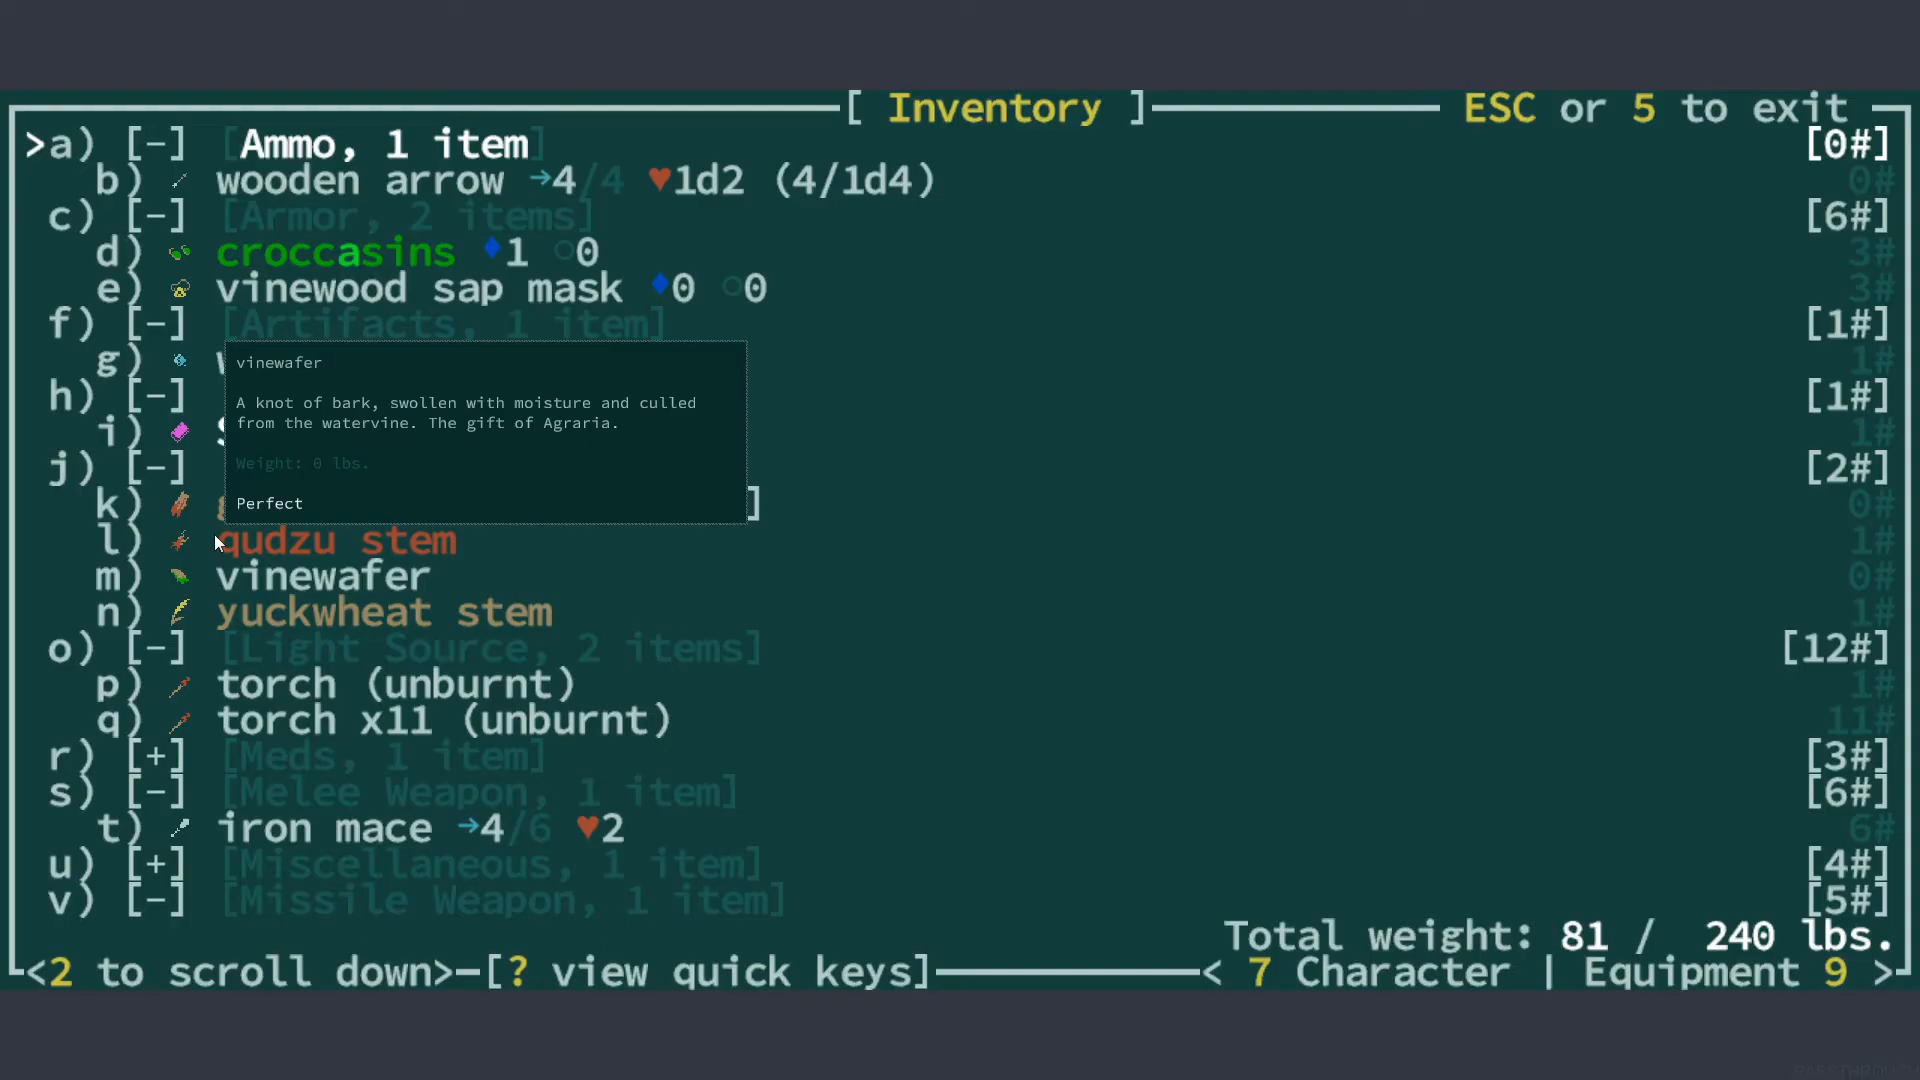 [ Inventory ] ESC or 5 to exit
>a) [-] [Ammo, 1 item] [0#]
b) wooden arrow →4/4 ♥1d2 (4/1d4) 0#
c) [-] [Armor, 2 items] [6#]
d) croccasins ♦1 ○0 3#
e) vinewood sap mask ♦0 ○0 3#
f) [-] [Artifacts, 1 item] [1#]
g) 1#
h) [-] [1#]
i) 1#
j) [-] [2#]
k) ] 0#
vinewafer
A knot of bark, swollen with moisture and culled
from the watervine. The gift of Agraria.
Weight: 0 lbs.
Perfect
l) qudzu stem 1#
m) vinewafer 0#
n) yuckwheat stem 1#
o) [-] [Light Source, 2 items] [12#]
p) torch (unburnt) 1#
q) torch x11 (unburnt) 11#
r) [+] [Meds, 1 item] [3#]
s) [-] [Melee Weapon, 1 item] [6#]
t) iron mace →4/6 ♥2 6#
u) [+] [Miscellaneous, 1 item] [4#]
v) [-] [Missile Weapon, 1 item] [5#]
Total weight: 81 / 240 lbs.
<2 to scroll down> [? view quick keys] < 7 Character | Equipment 9 >